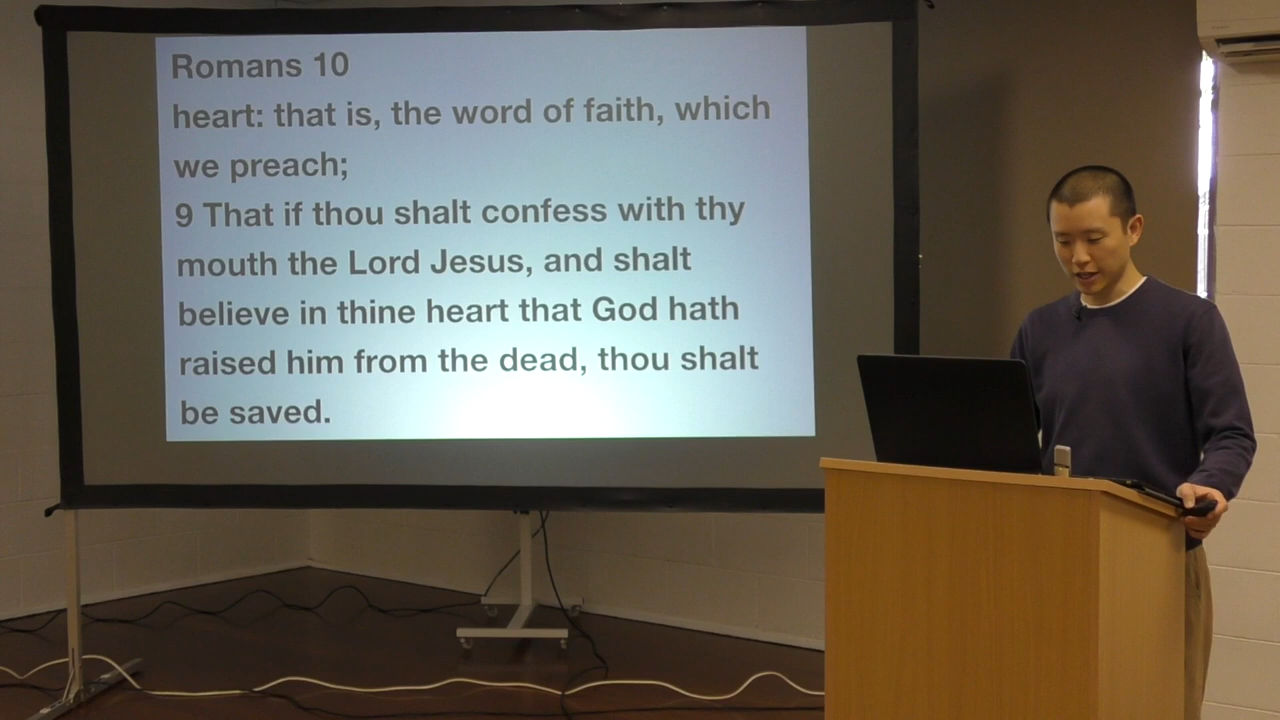 Romans 10
heart: that is, the word of faith, which
we preach;
9 That if thou shalt confess with thy
mouth the Lord Jesus, and shalt
believe in thine heart that God hath
raised him from the dead, thou shalt
be saved.